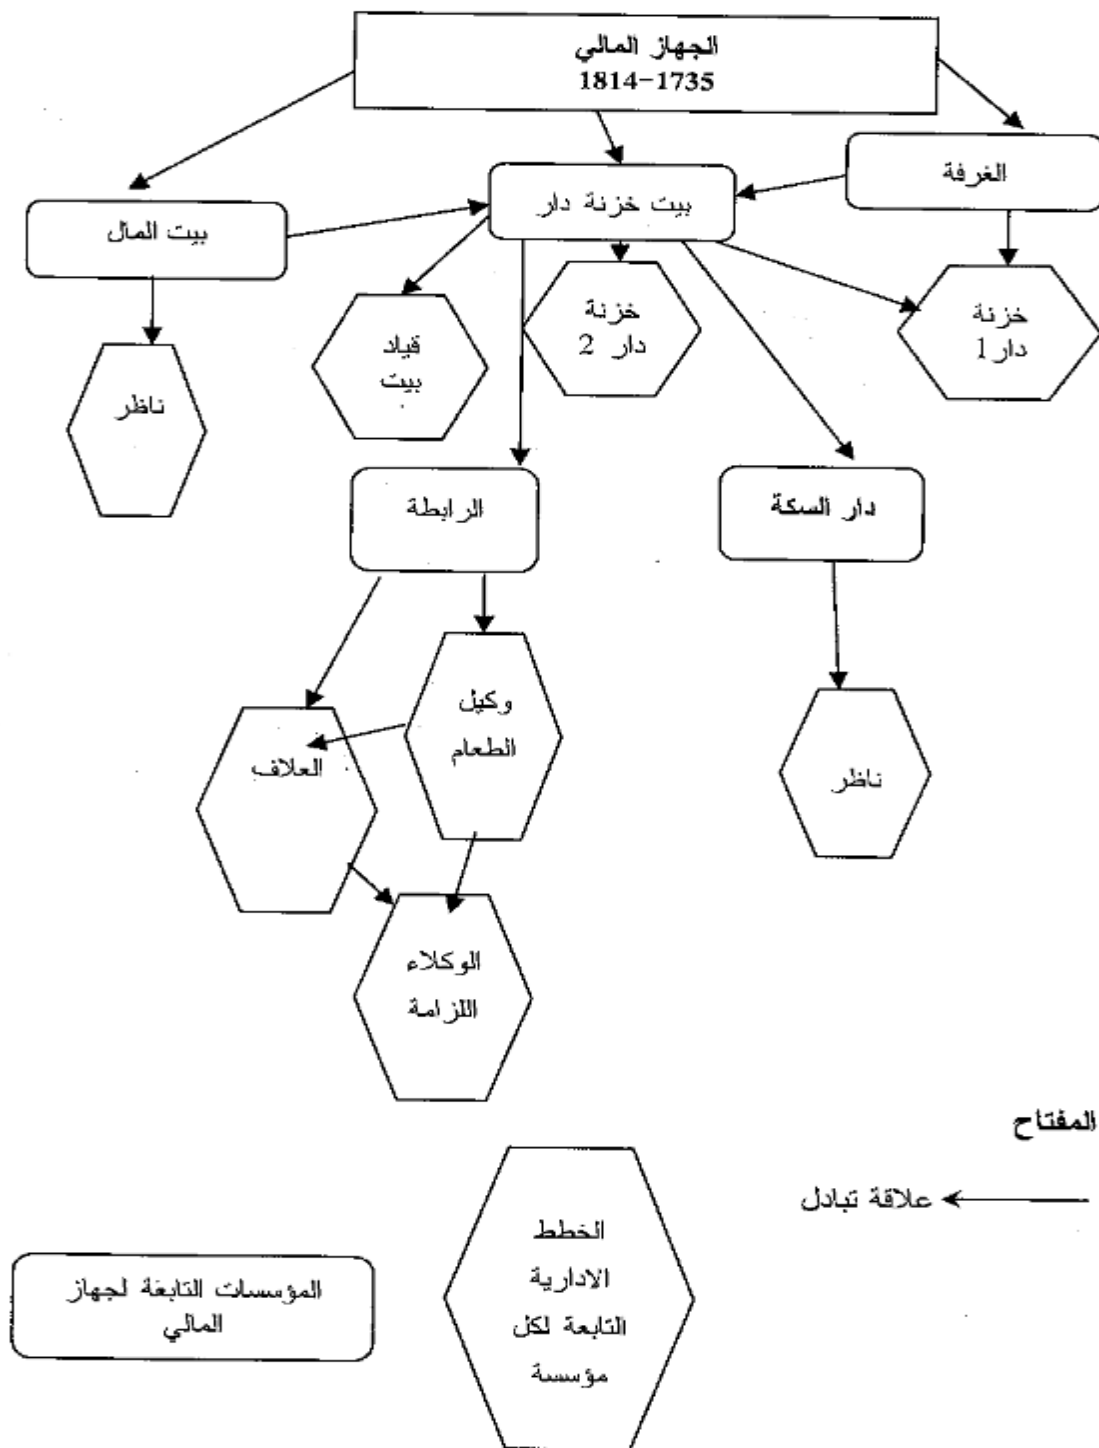 الجهاز المالي
1814-1735
الغرفة
بيت خزنة دار
بيت المال
خزنة
دار1
خزنة
دار 2
قياد
بيت
ناظر
دار السكة
الرابطة
وكيل
الطعام
العلاف
ناظر
الوكلاء
اللزامة
المفتاح
علاقة تبادل
الخطط
الادارية
التابعة لكل
مؤسسة
المؤسسات التابعة لجهاز
المالي